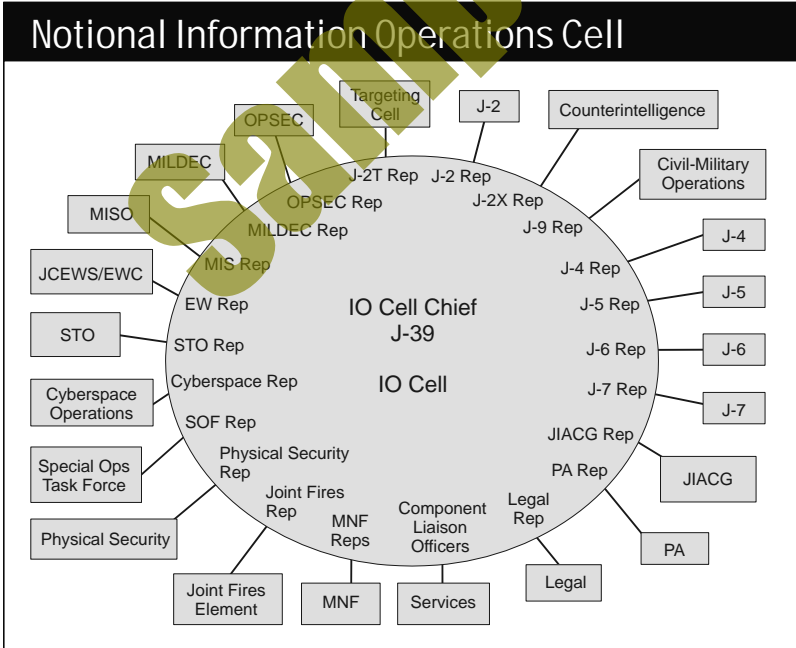 Notional Information Operations Cell
Sample
Targeting
Cell
J-2
Counterintelligence
OPSEC
MILDEC
Civil-Military
Operations
MISO
J-4
JCEWS/EWC
J-5
STO
J-6
Cyberspace
Operations
J-7
Special Ops
Task Force
JIACG
Physical Security
PA
Joint Fires
Element
MNF
Services
Legal
J-2T Rep
J-2 Rep
J-2X Rep
OPSEC Rep
J-9 Rep
MILDEC Rep
MIS Rep
J-4 Rep
EW Rep
J-5 Rep
IO Cell Chief
J-39
STO Rep
J-6 Rep
Cyberspace Rep
IO Cell
J-7 Rep
SOF Rep
JIACG Rep
Physical Security
Rep
PA Rep
Joint Fires
Rep
MNF
Reps
Component
Liaison
Officers
Legal
Rep